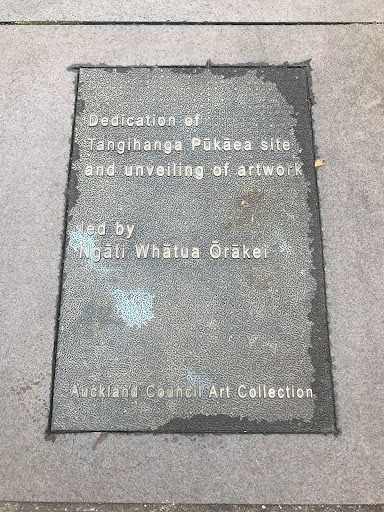 Dedication of
Tangihanga Pūkāea site
and unveiling of artwork
led by
Ngāti Whātua Ōrākei
Auckland Council Art Collection